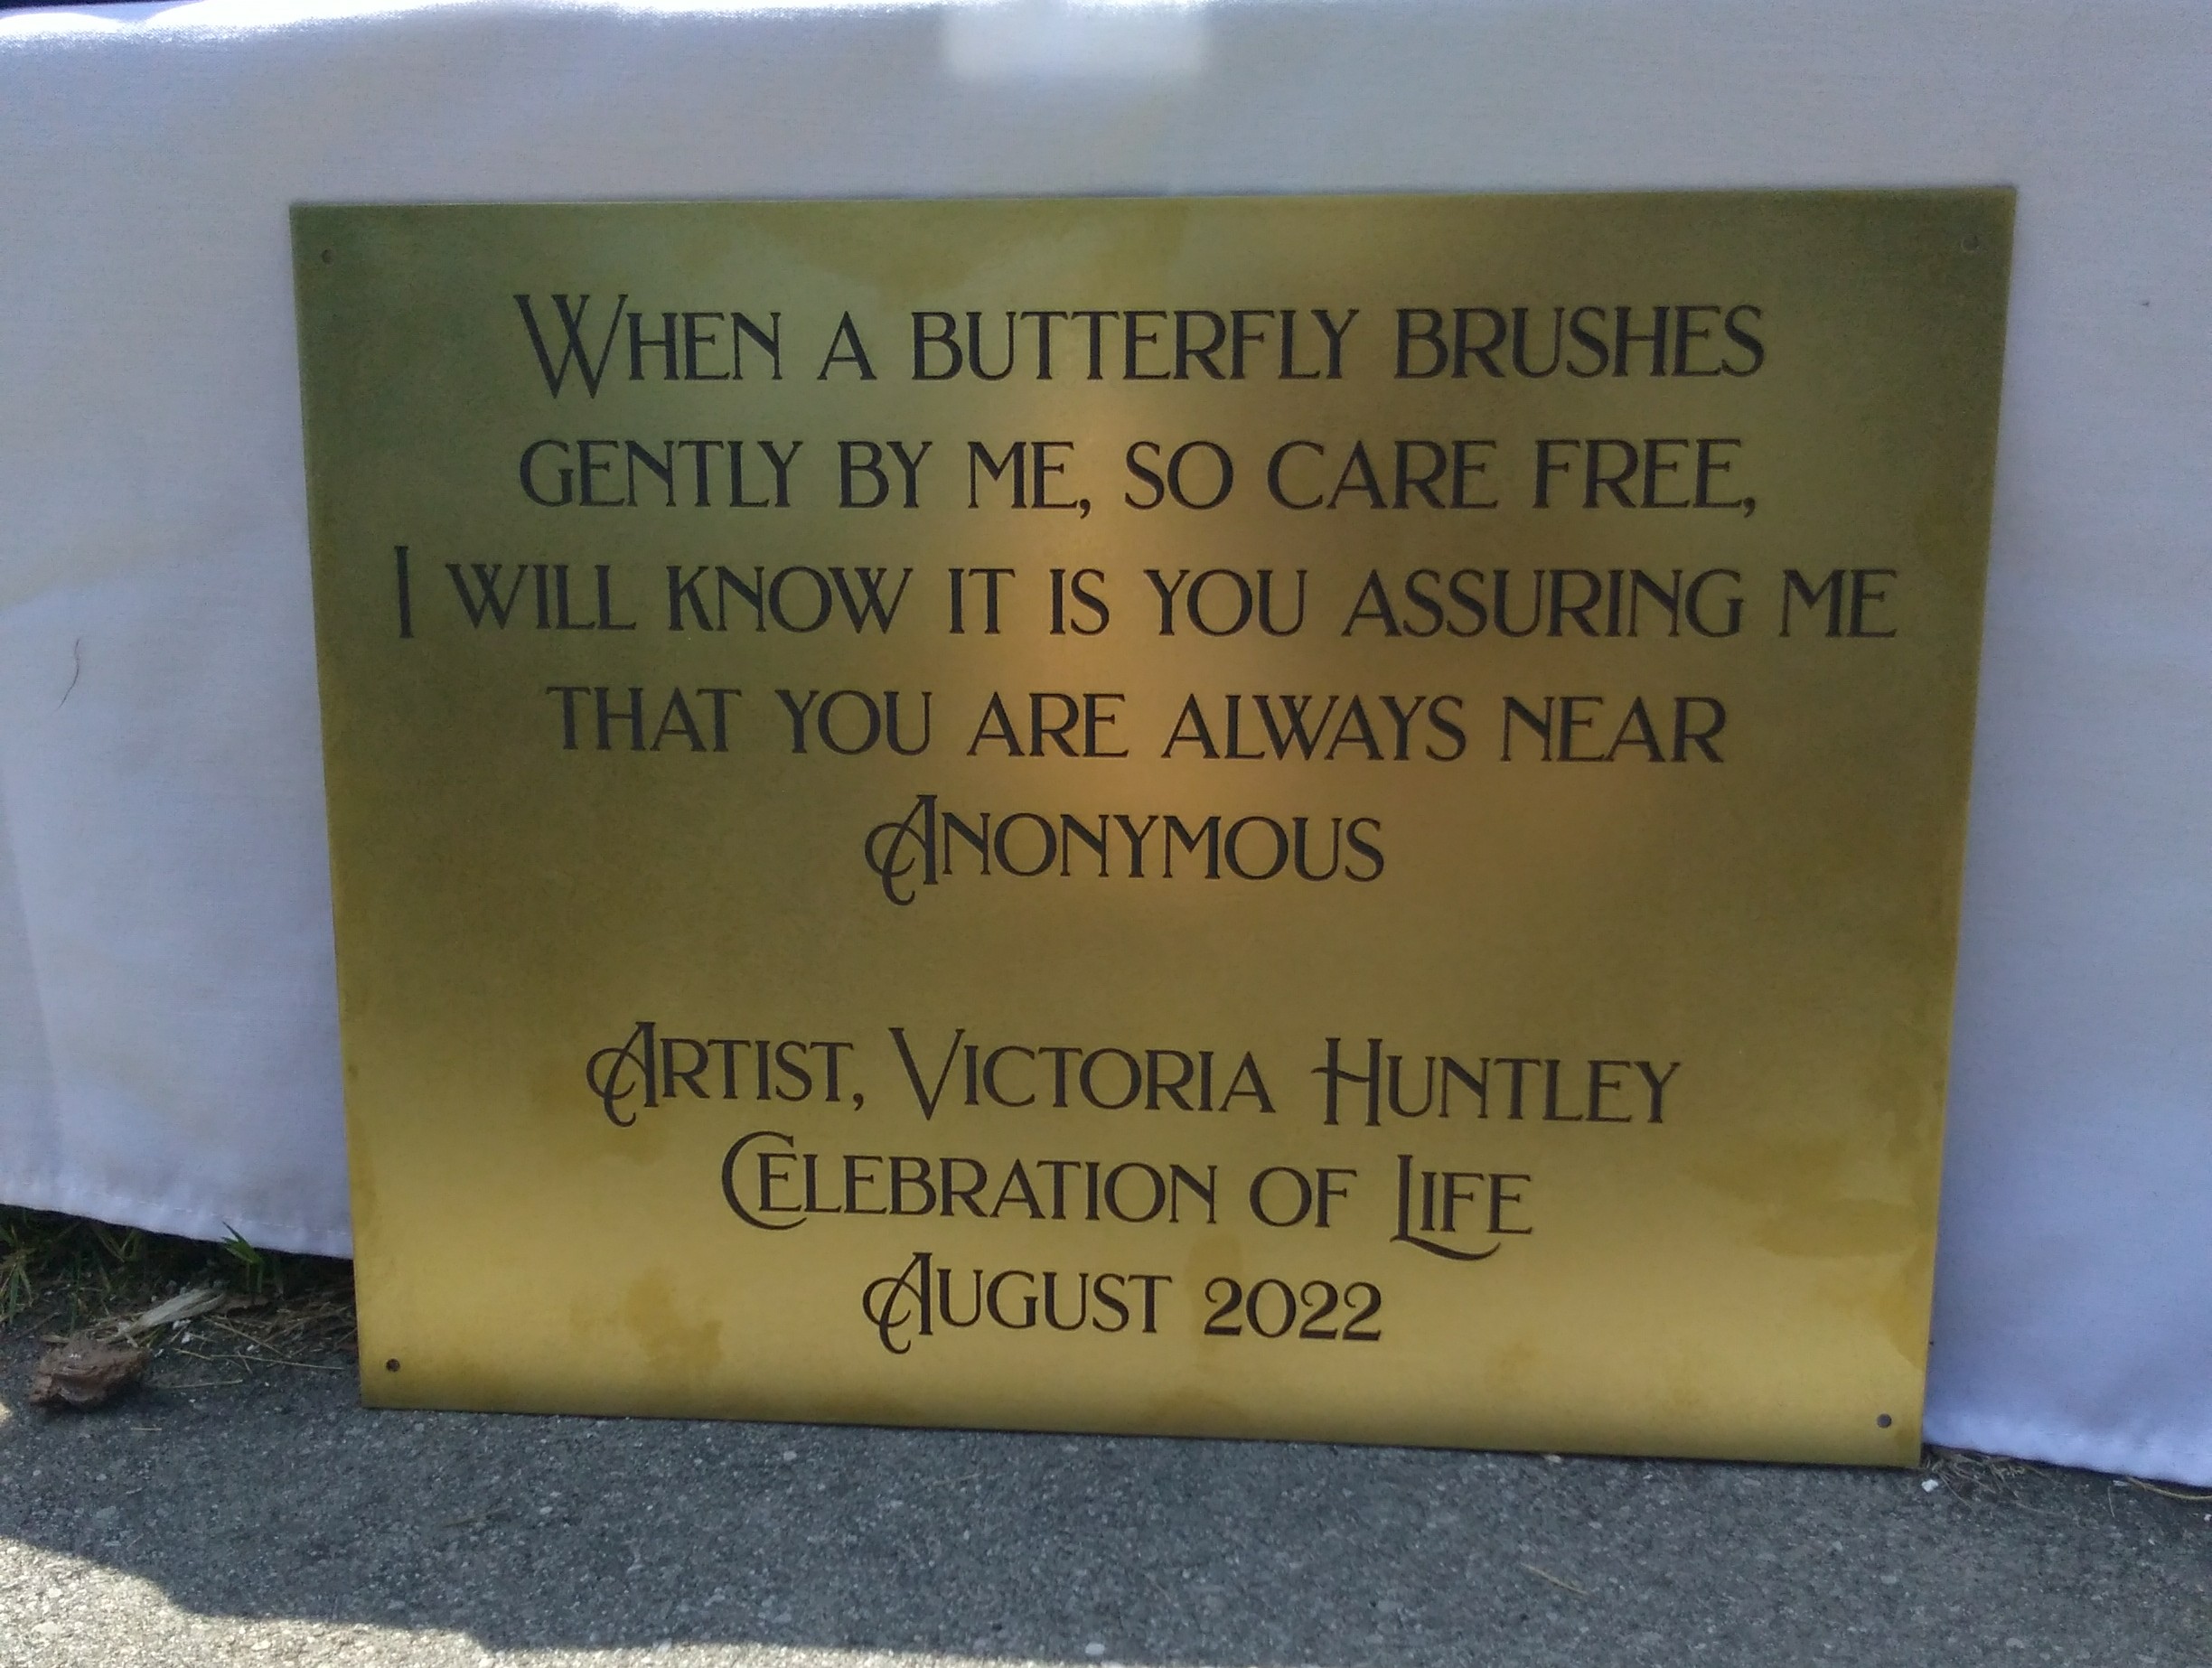 When a butterfly brushes
gently by me, so care free,
I will know it is you assuring me
that you are always near
Anonymous
Artist, Victoria Huntley
Celebration of Life
August 2022